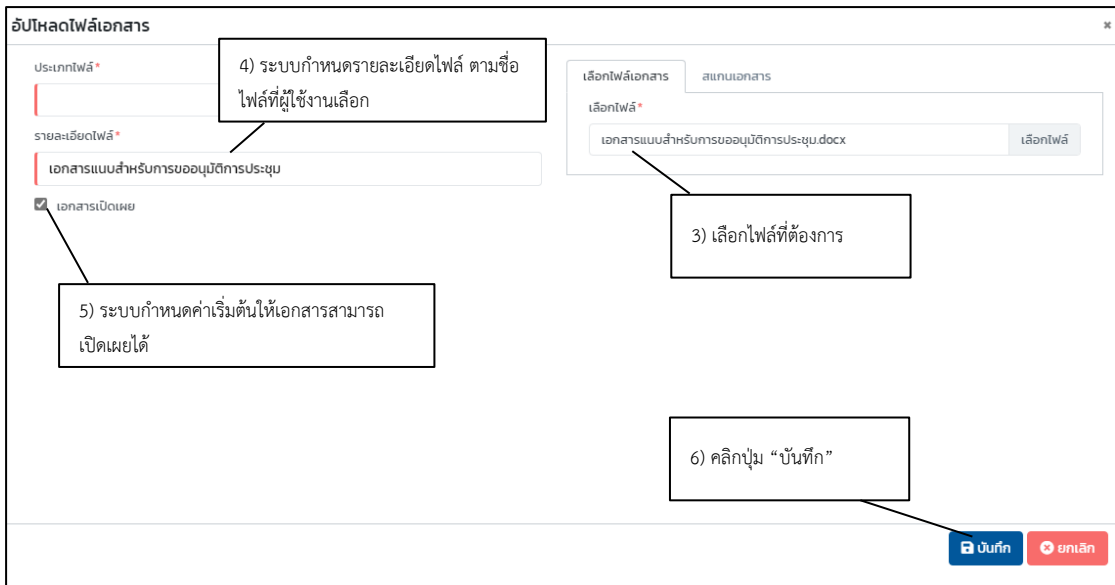 อัปโหลดไฟล์เอกสาร
ประเภทไฟล์*
4) ระบบกำหนดรายละเอียดไฟล์ ตามชื่อ
ไฟล์ที่ผู้ใช้งานเลือก
รายละเอียดไฟล์*
เอกสารแนบสำหรับการขออนุมัติการประชุม
เอกสารเปิดเผย
5) ระบบกำหนดค่าเริ่มต้นให้เอกสารสามารถ
เปิดเผยได้
เลือกไฟล์เอกสาร
สแกนเอกสาร
เลือกไฟล์*
เอกสารแนบสำหรับการขออนุมัติการประชุม.docx
เลือกไฟล์
3) เลือกไฟล์ที่ต้องการ
6) คลิกปุ่ม “บันทึก”
บันทึก
ยกเลิก